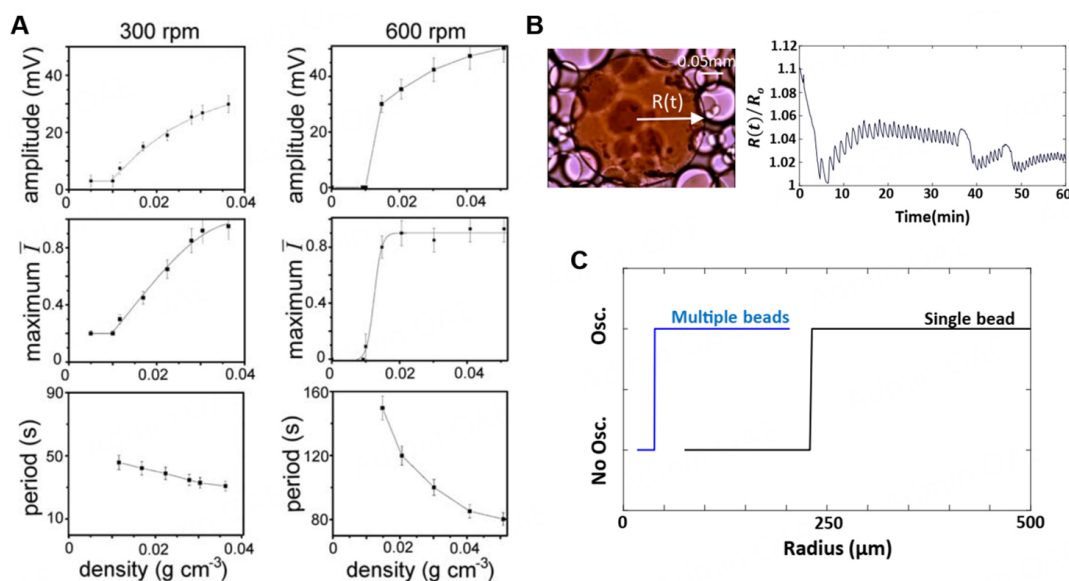 A
300 rpm
600 rpm
amplitude (mV)
40
20
0
0
0.02
0.04
amplitude (mV)
40
20
0
0
0.02
0.04
maximum I̅
0.8
0.4
0
0.02
0.04
maximum I̅
0.8
0.4
0
0
0.02
0.04
period (s)
90
50
10
0
0.02
0.04
density (g cm⁻³)
period (s)
160
120
80
0
0.02
0.04
density (g cm⁻³)
B
0.05mm
R(t)
R(t)/Rₒ
1.12
1.1
1.08
1.06
1.04
1.02
1
0
10
20
30
40
50
60
Time(min)
C
Osc.
No Osc.
Multiple beads
Single bead
0
250
500
Radius (μm)